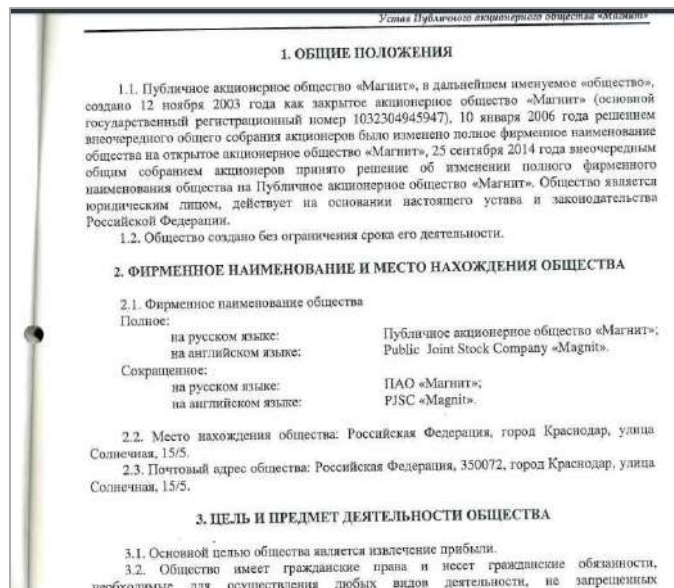 Устав Публичного акционерного общества «Магнит»
1. ОБЩИЕ ПОЛОЖЕНИЯ
1.1. Публичное акционерное общество «Магнит», в дальнейшем именуемое «общество»,
создано 12 ноября 2003 года как закрытое акционерное общество «Магнит» (основной
государственный регистрационный номер 1032304945947), 10 января 2006 года решением
внеочередного общего собрания акционеров было изменено полное фирменное наименование
общества на открытое акционерное общество «Магнит», 25 сентября 2014 года внеочередным
общим собранием акционеров принято решение об изменении полного фирменного
наименования общества на Публичное акционерное общество «Магнит». Общество является
юридическим лицом, действует на основании настоящего устава и законодательства
Российской Федерации.
1.2. Общество создано без ограничения срока его деятельности.
2. ФИРМЕННОЕ НАИМЕНОВАНИЕ И МЕСТО НАХОЖДЕНИЯ ОБЩЕСТВА
2.1. Фирменное наименование общества
Полное:
на русском языке: Публичное акционерное общество «Магнит»;
на английском языке: Public Joint Stock Company «Magnit».
Сокращенное:
на русском языке: ПАО «Магнит»;
на английском языке: PJSC «Magnit».
2.2. Место нахождения общества: Российская Федерация, город Краснодар, улица
Солнечная, 15/5.
2.3. Почтовый адрес общества: Российская Федерация, 350072, город Краснодар, улица
Солнечная, 15/5.
3. ЦЕЛЬ И ПРЕДМЕТ ДЕЯТЕЛЬНОСТИ ОБЩЕСТВА
3.1. Основной целью общества является извлечение прибыли.
3.2. Общество имеет гражданские права и несет гражданские обязанности,
необходимые для осуществления любых видов деятельности, не запрещенных